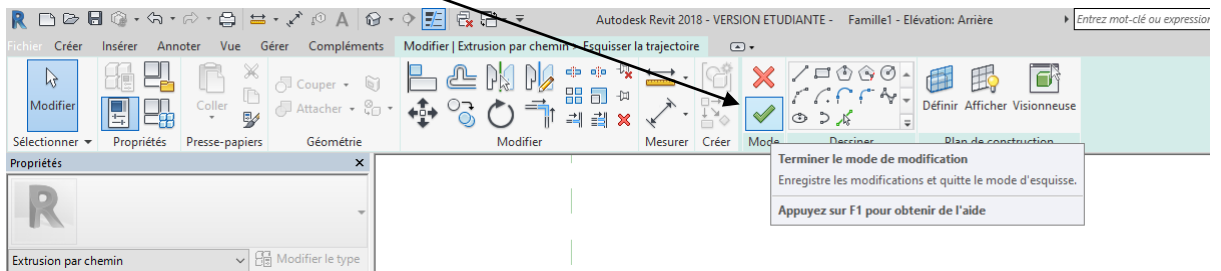 Autodesk Revit 2018 - VERSION ETUDIANTE - Famille1 - Elévation: Arrière
Entrez mot-clé ou expression
Fichier Créer Insérer Annoter Vue Gérer Compléments Modifier | Extrusion par chemin > Esquisser la trajectoire
Modifier
Coller
Couper
Attacher
Définir Afficher Visionneuse
Sélectionner Propriétés Presse-papiers Géométrie Modifier Mesurer Créer Mode Dessiner Plan de construction
Propriétés
Terminer le mode de modification
Enregistre les modifications et quitte le mode d'esquisse.
Appuyez sur F1 pour obtenir de l'aide
R
Extrusion par chemin
Modifier le type